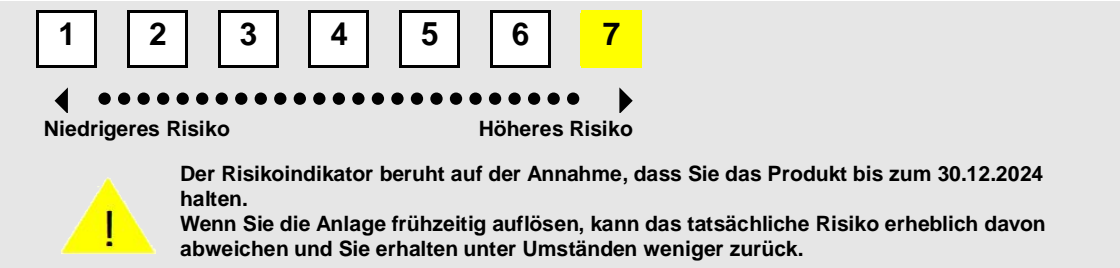 1 2 3 4 5 6 7
Niedrigeres Risiko Höheres Risiko
!
Der Risikoindikator beruht auf der Annahme, dass Sie das Produkt bis zum 30.12.2024
halten.
Wenn Sie die Anlage frühzeitig auflösen, kann das tatsächliche Risiko erheblich davon
abweichen und Sie erhalten unter Umständen weniger zurück.